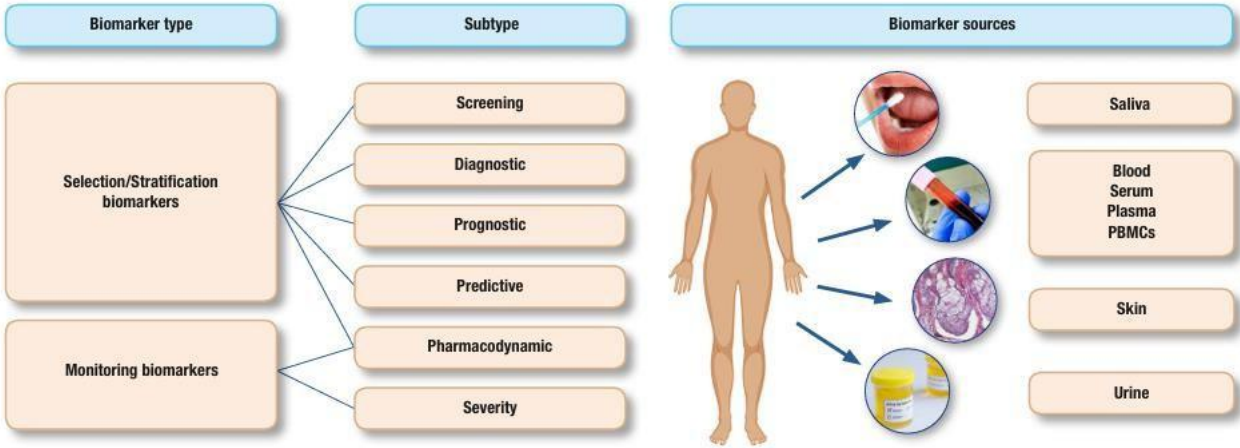 Biomarker type
Subtype
Biomarker sources
Selection/Stratification
biomarkers
Monitoring biomarkers
Screening
Diagnostic
Prognostic
Predictive
Pharmacodynamic
Severity
Saliva
Blood
Serum
Plasma
PBMCs
Skin
Urine